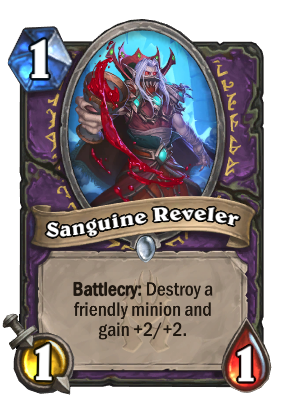 1
Sanguine Reveler
Battlecry: Destroy a
friendly minion and
gain +2/+2.
1
1